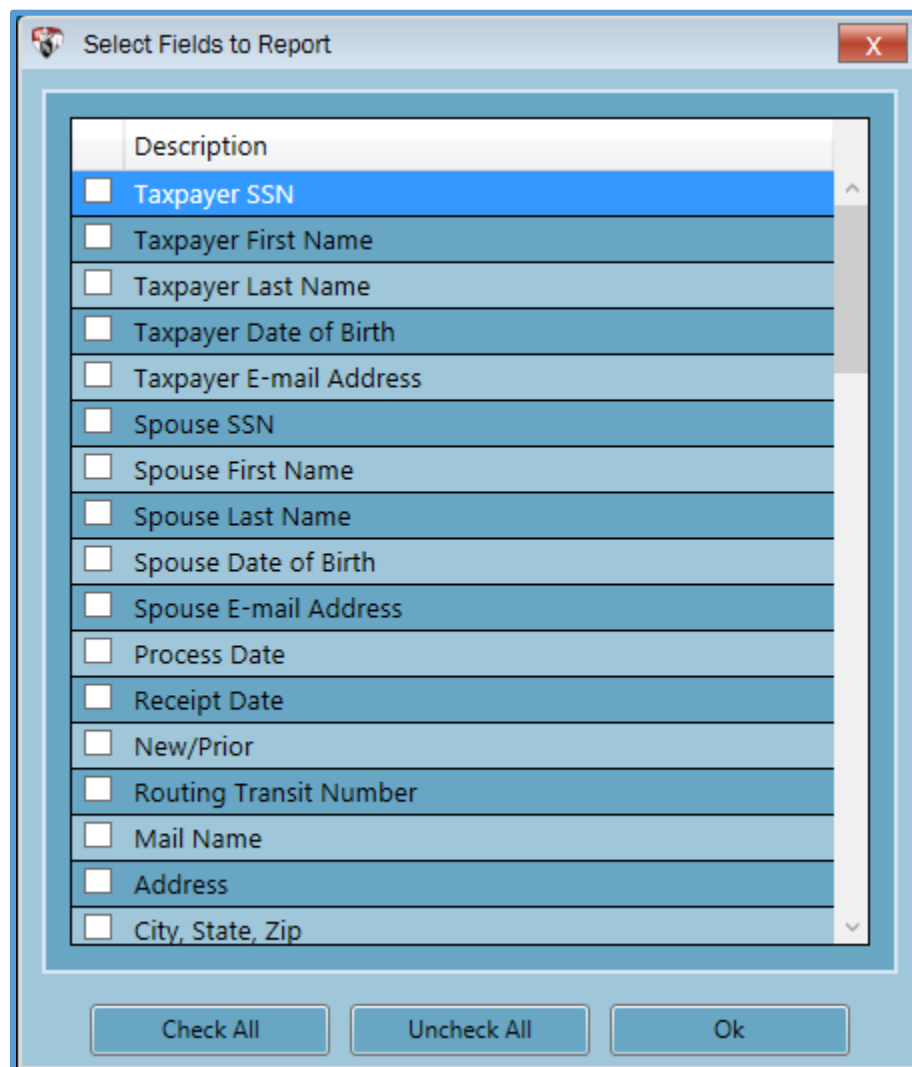 Select Fields to Report
X
Description
Taxpayer SSN
Taxpayer First Name
Taxpayer Last Name
Taxpayer Date of Birth
Taxpayer E-mail Address
Spouse SSN
Spouse First Name
Spouse Last Name
Spouse Date of Birth
Spouse E-mail Address
Process Date
Receipt Date
New/Prior
Routing Transit Number
Mail Name
Address
City, State, Zip
Check All
Uncheck All
Ok